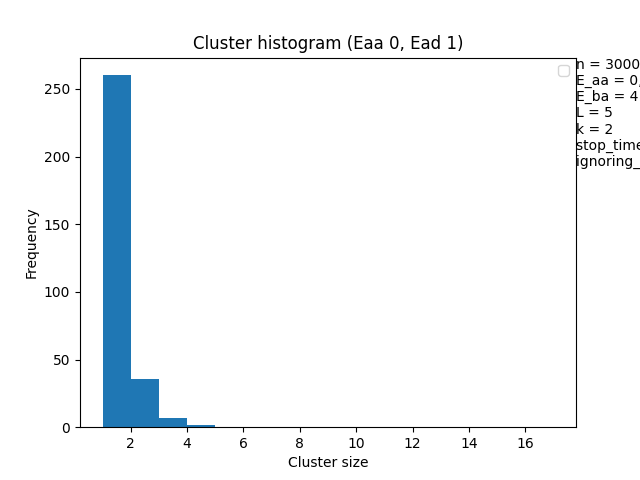 Cluster histogram (Eaa 0, Ead 1)
n = 3000
E_aa = 0,
E_ba = 4
L = 5
k = 2
stop_time
ignoring_
250
200
150
100
50
0
Frequency
2 4 6 8 10 12 14 16
Cluster size